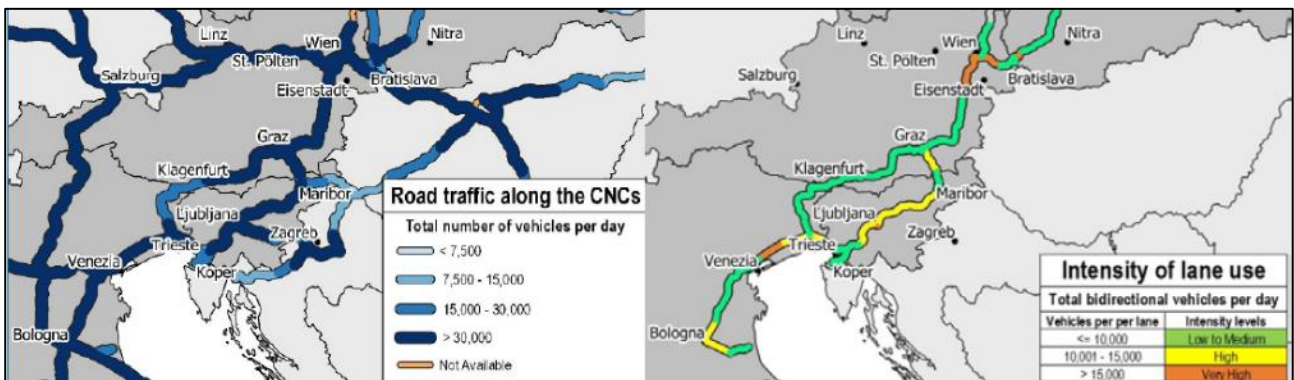 Linz
Wien
Nitra
St. Pölten
Salzburg
Bratislava
Eisenstadt
Graz
Klagenfurt
Maribor
Ljubljana
Zagreb
Trieste
Venezia
Koper
Bologna
Road traffic along the CNCs
Total number of vehicles per day
< 7,500
7,500 - 15,000
15,000 - 30,000
> 30,000
Not Available
Linz
Wien
Nitra
St. Pölten
Salzburg
Bratislava
Eisenstadt
Graz
Klagenfurt
Maribor
Ljubljana
Zagreb
Trieste
Venezia
Koper
Bologna
Intensity of lane use
Total bidirectional vehicles per day
Vehicles per per lane Intensity levels
<= 10,000 Low to Medium
10,001 - 15,000 High
> 15,000 Very High